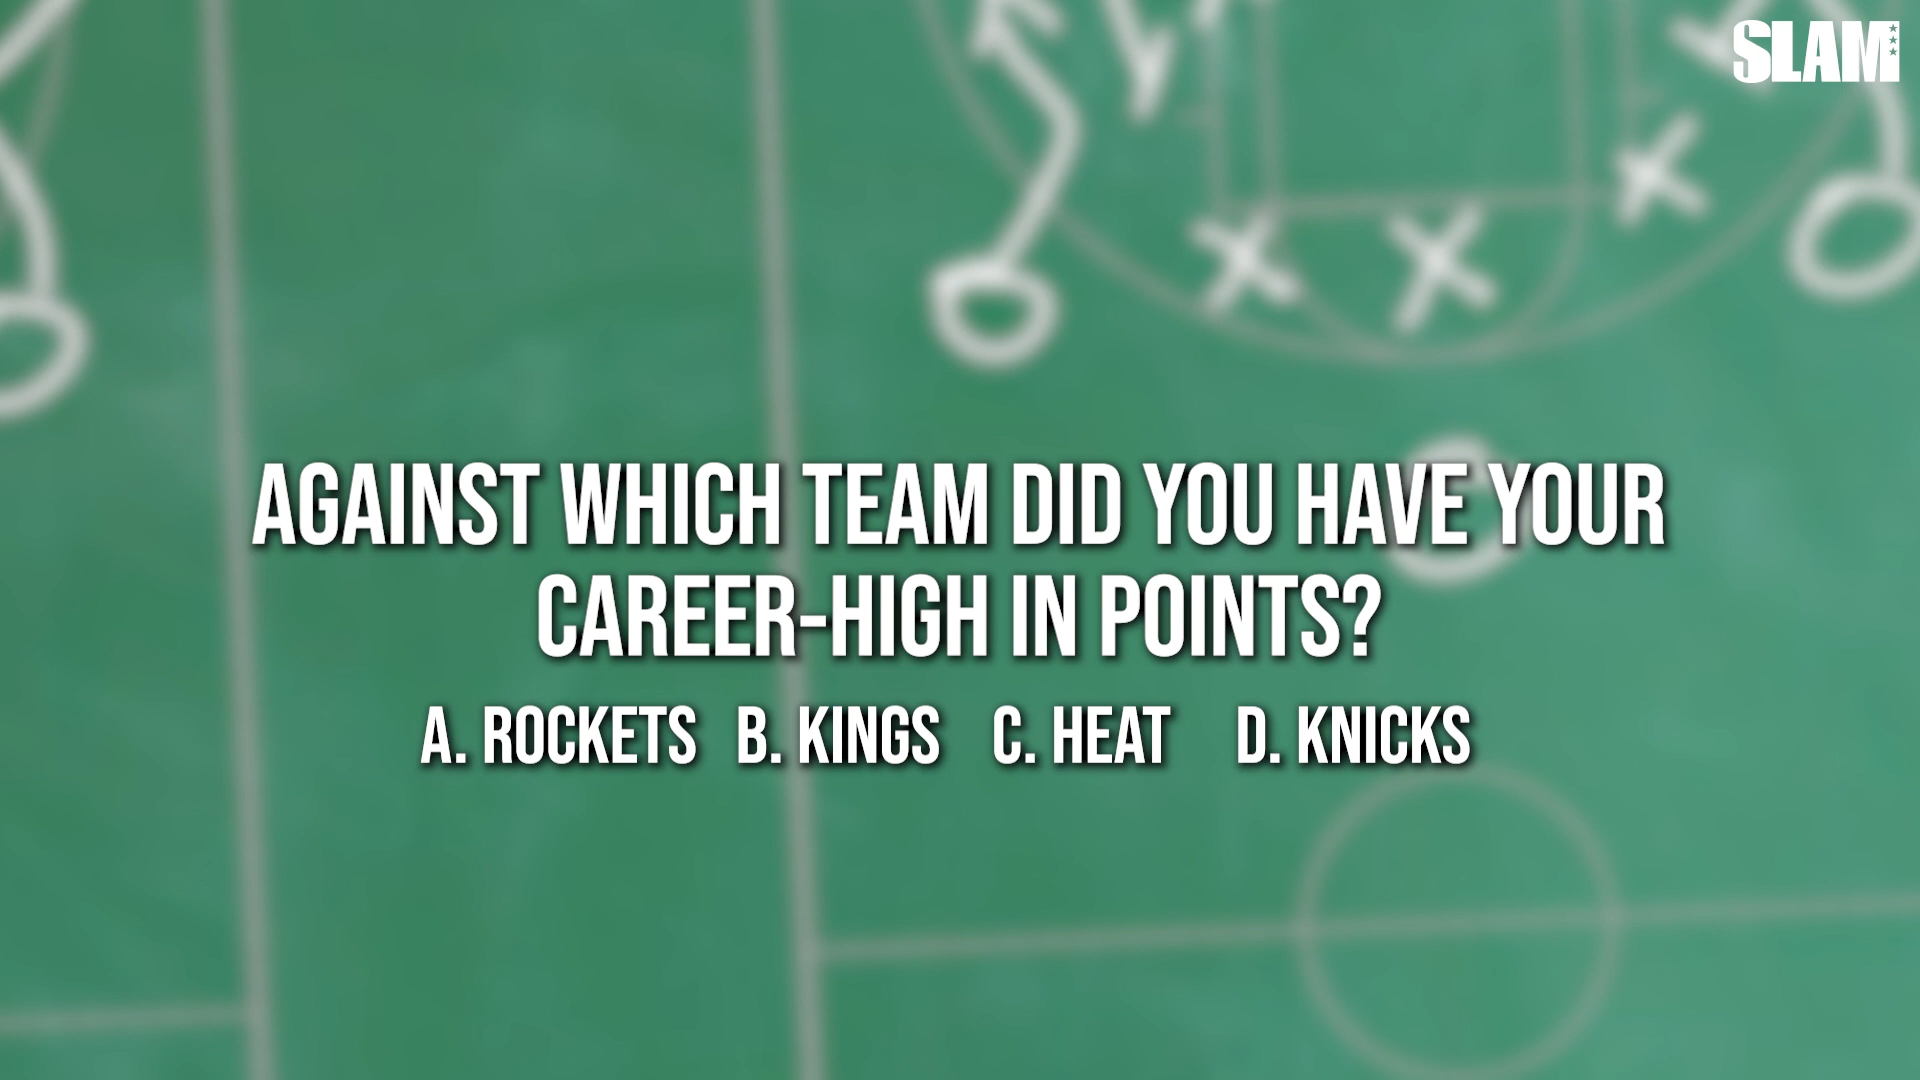 SLAM
AGAINST WHICH TEAM DID YOU HAVE YOUR
CAREER-HIGH IN POINTS?
A. ROCKETS B. KINGS C. HEAT D. KNICKS